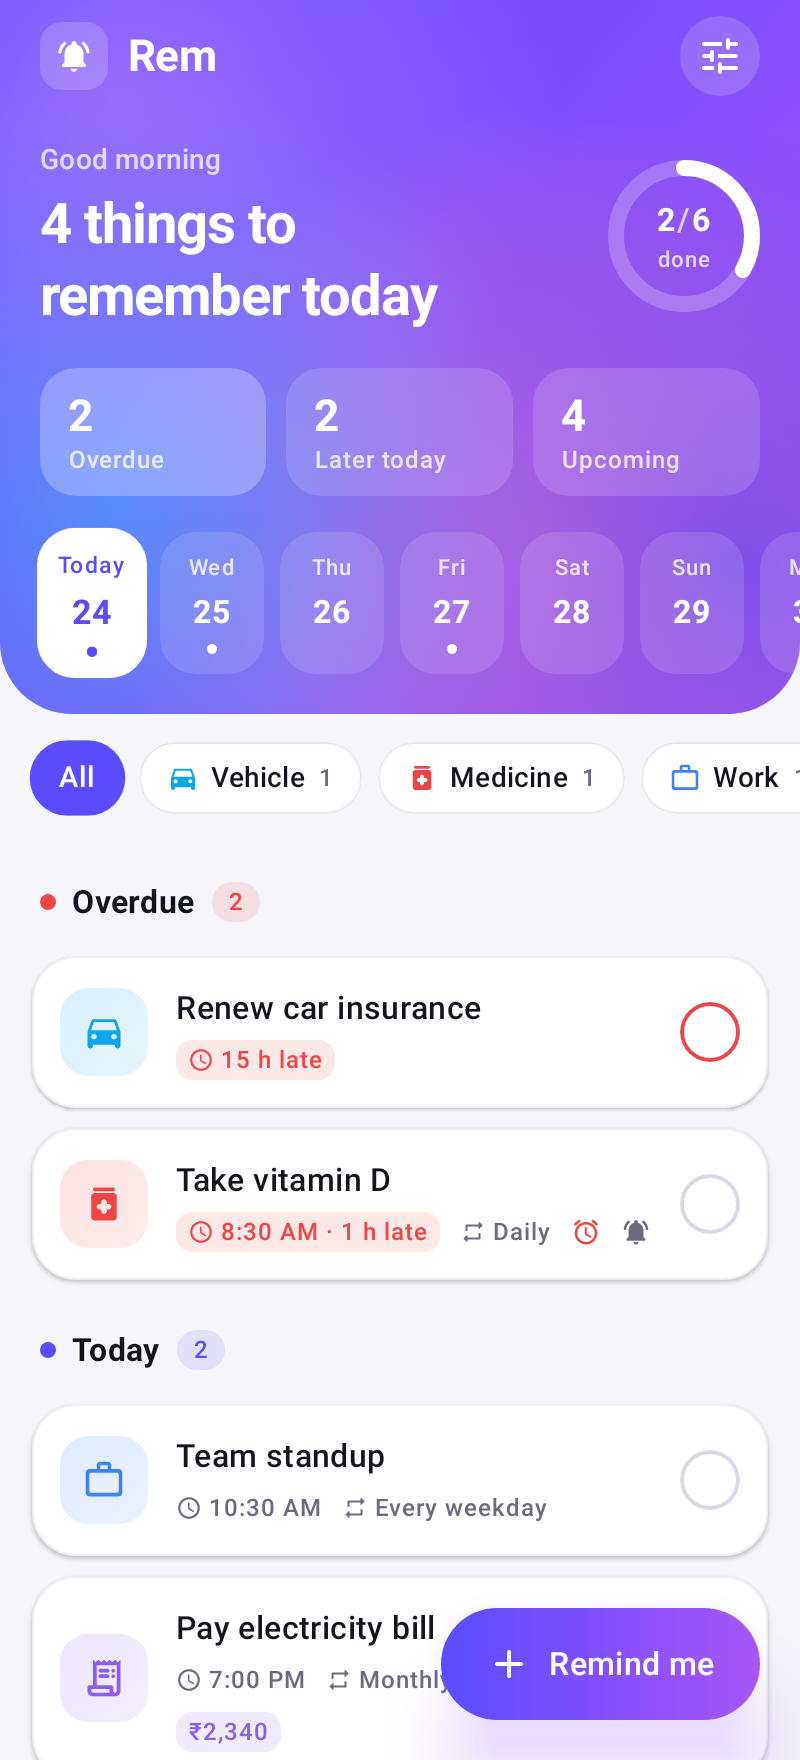 Rem
Good morning
4 things to
remember today
2/6
done
2
Overdue
2
Later today
4
Upcoming
Today
24
Wed
25
Thu
26
Fri
27
Sat
28
Sun
29
All
Vehicle 1
Medicine 1
Work
Overdue 2
Renew car insurance
15 h late
Take vitamin D
8:30 AM · 1 h late Daily
Today 2
Team standup
10:30 AM Every weekday
Pay electricity bill
7:00 PM Monthly
₹2,340
Remind me